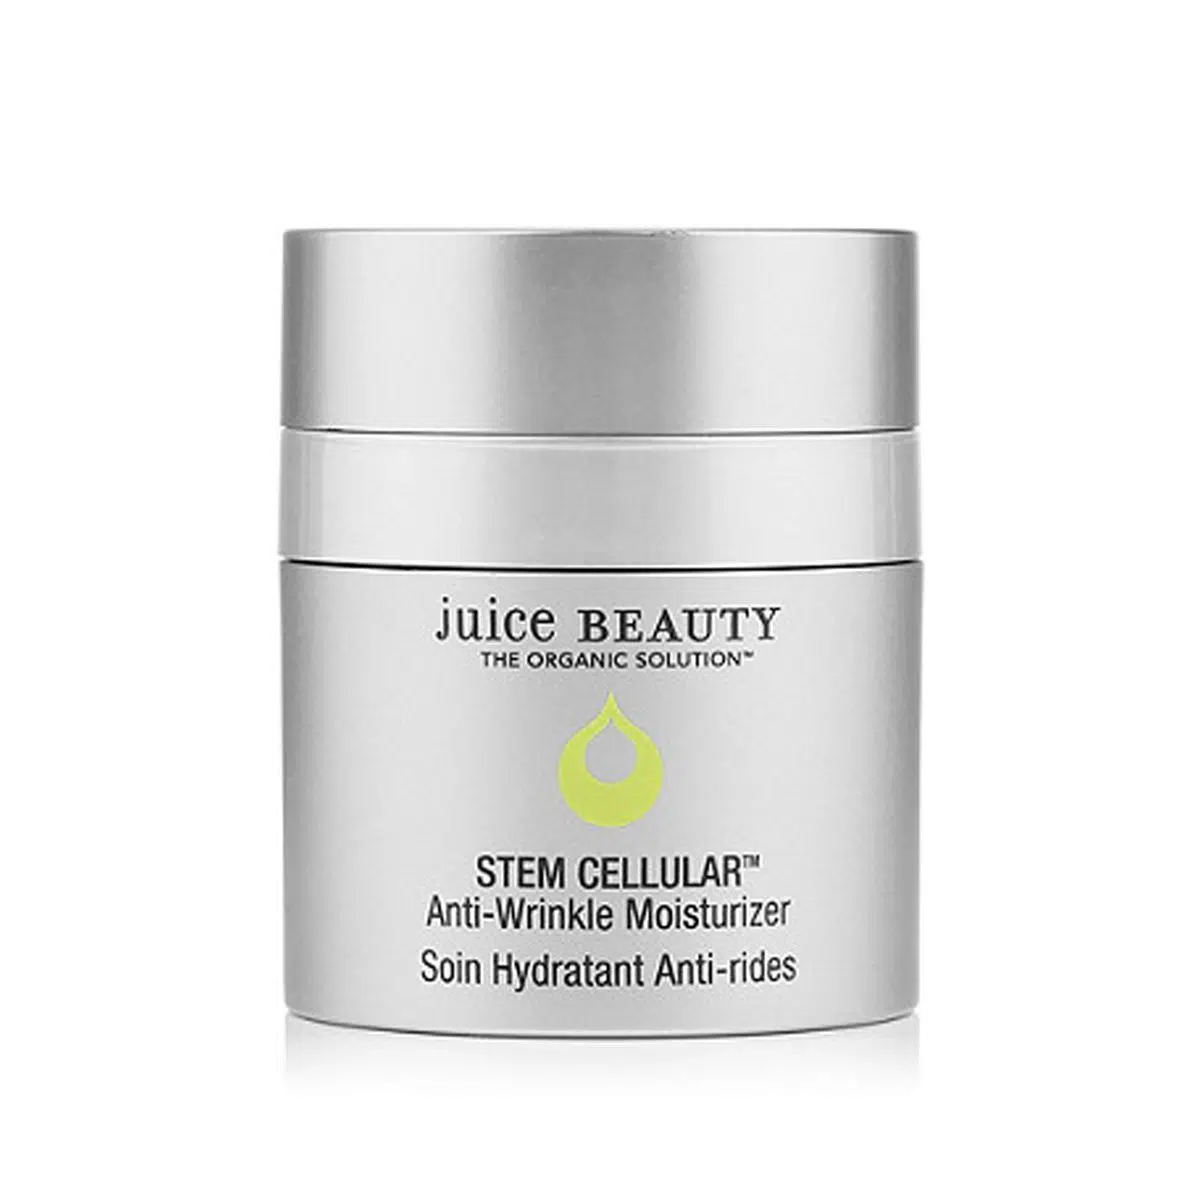 juice BEAUTY
THE ORGANIC SOLUTION™
STEM CELLULAR™
Anti-Wrinkle Moisturizer
Soin Hydratant Anti-rides